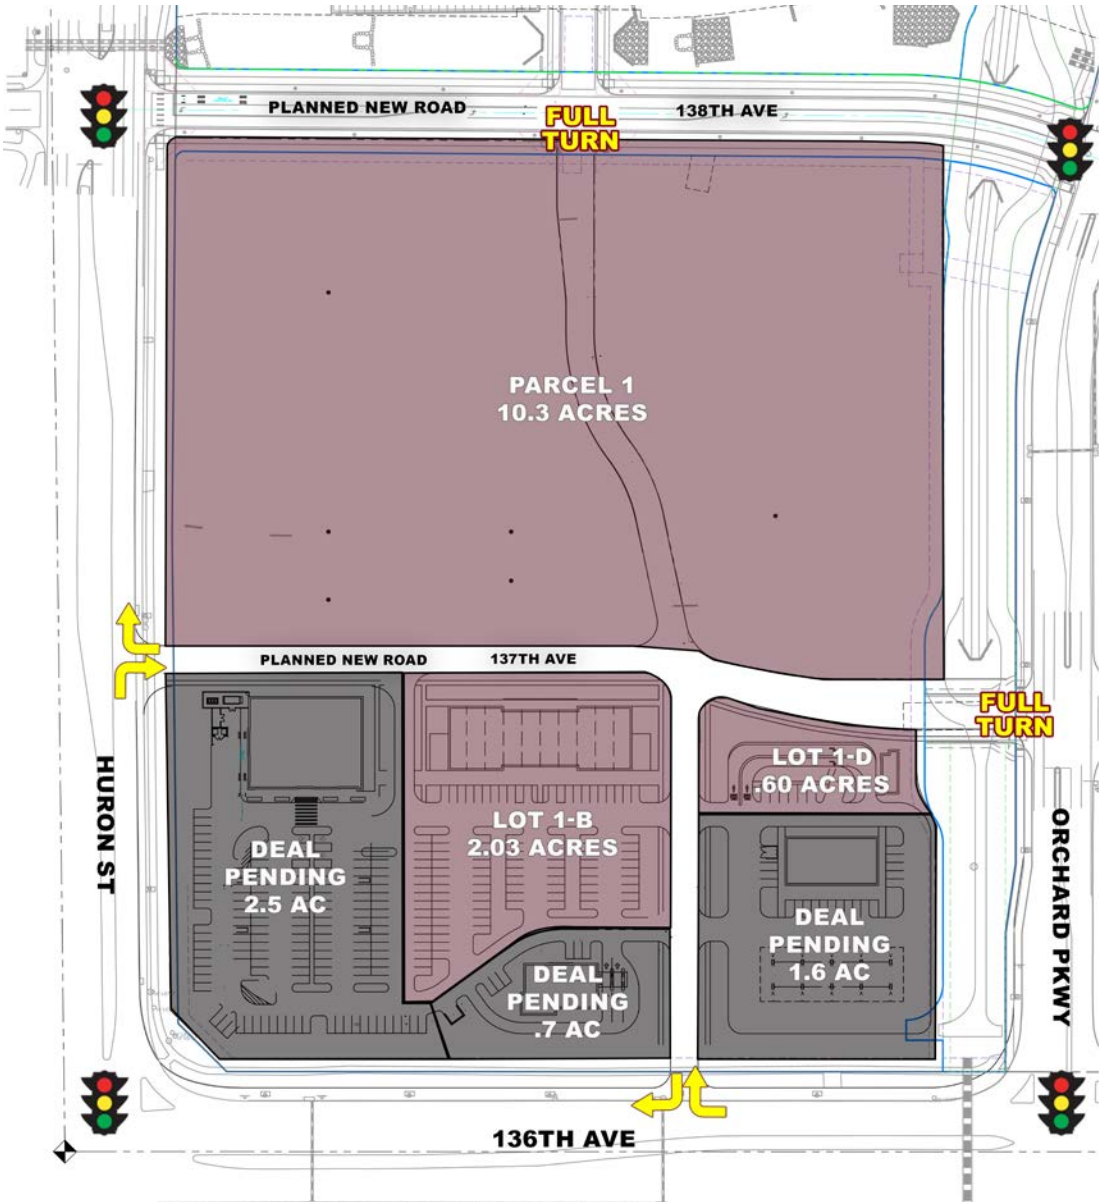 PLANNED NEW ROAD
138TH AVE
FULL
TURN
PARCEL 1
10.3 ACRES
PLANNED NEW ROAD
137TH AVE
FULL
TURN
LOT 1-D
.60 ACRES
HURON ST
LOT 1-B
2.03 ACRES
DEAL
PENDING
2.5 AC
ORCHARD PKWY
DEAL
PENDING
1.6 AC
DEAL
PENDING
.7 AC
136TH AVE